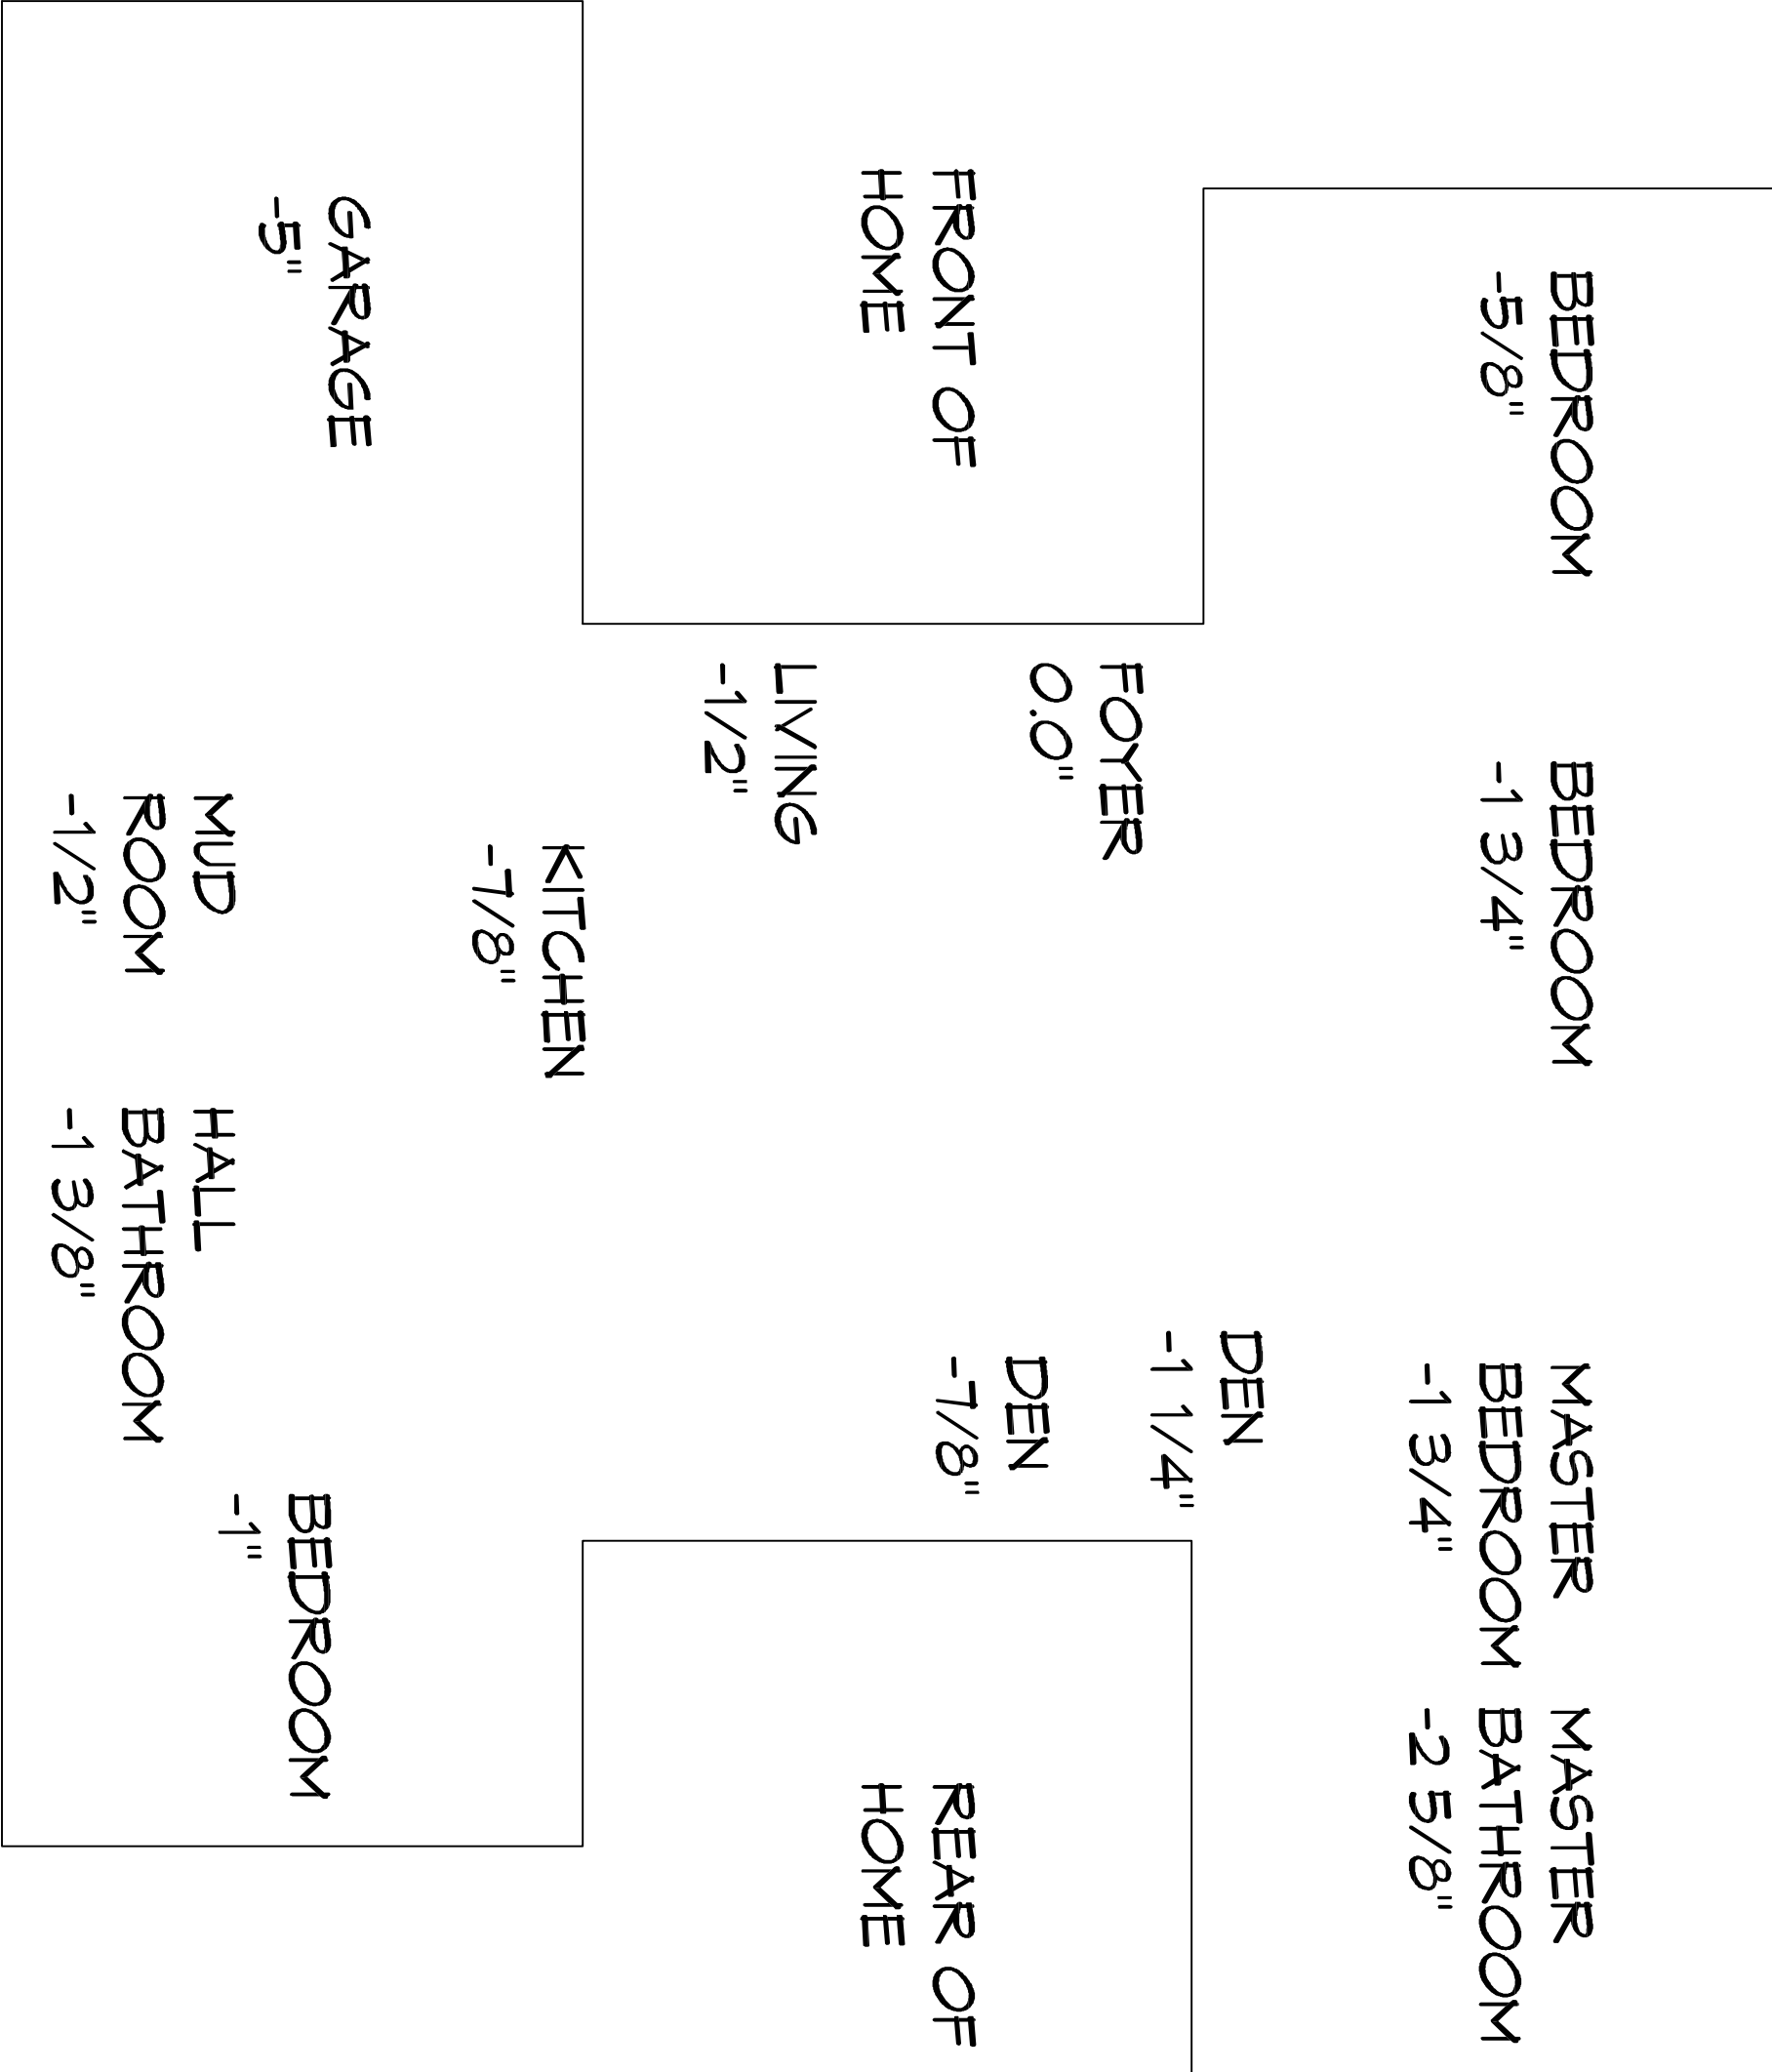 BEDROOM
-5/8"
BEDROOM
-1 3/4"
MASTER
BEDROOM
-1 3/4"
MASTER
BATHROOM
-2 5/8"
DEN
-1 1/4"
FOYER
0.0"
DEN
-7/8"
FRONT OF
HOME
REAR OF
HOME
LIVING
-1/2"
KITCHEN
-7/8"
GARAGE
-5"
BEDROOM
-1"
MUD
ROOM
-1/2"
HALL
BATHROOM
-1 3/8"